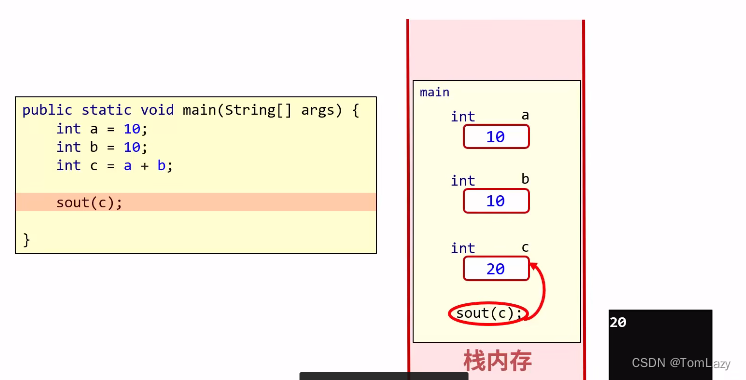 public static void main(String[] args) {
    int a = 10;
    int b = 10;
    int c = a + b;
    sout(c);
}
main
int a
10
int b
10
int c
20
sout(c);
栈内存
20
CSDN @TomLazy